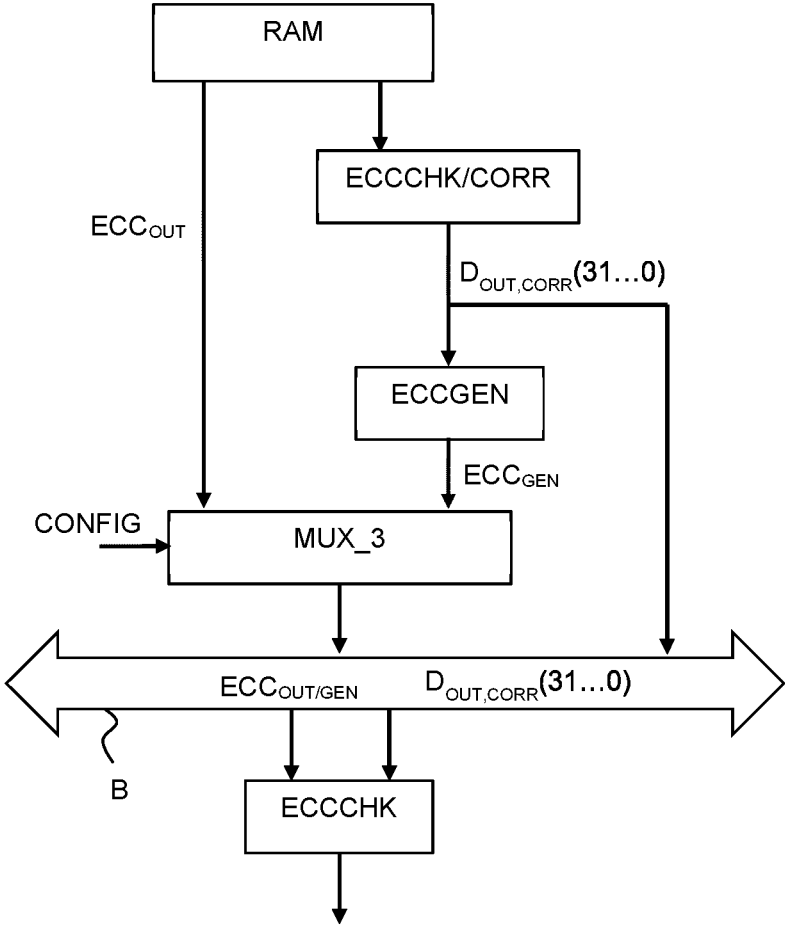 RAM
ECCCHK/CORR
ECCOUT
DOUT,CORR(31...0)
ECCGEN
ECCGEN
CONFIG
MUX_3
ECCOUT/GEN DOUT,CORR(31...0)
B
ECCCHK